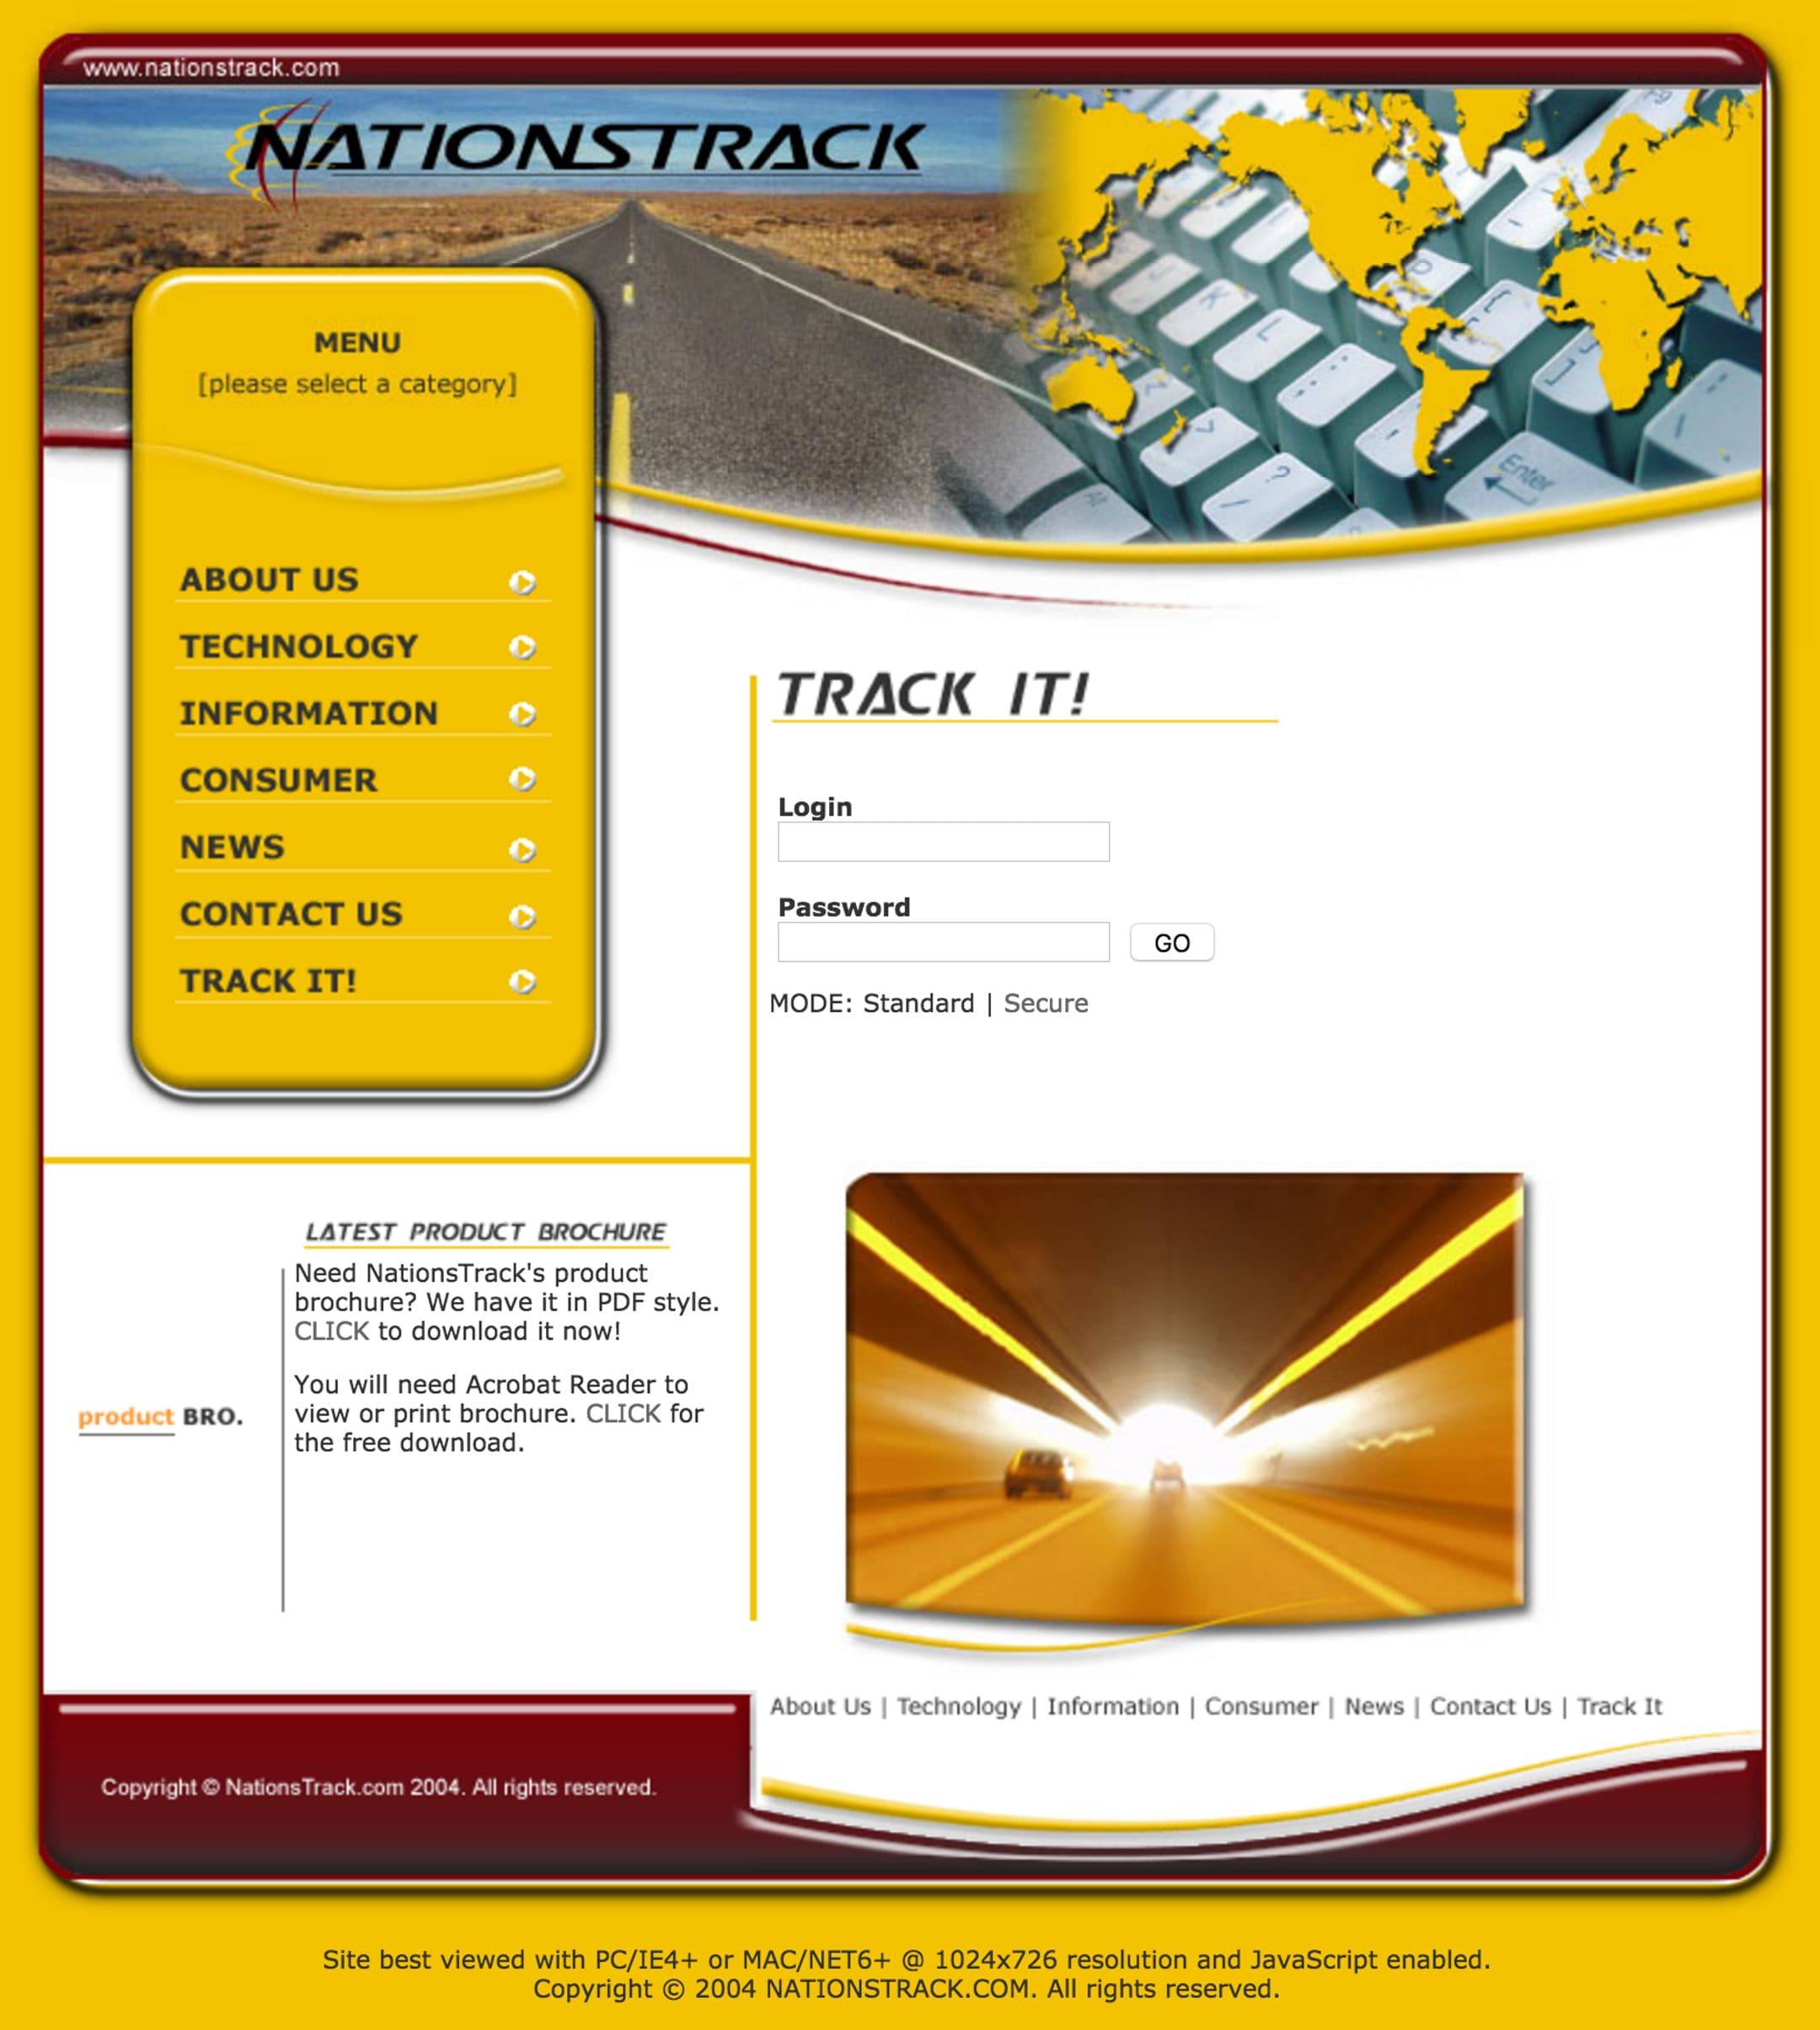 www.nationstrack.com
NATIONSTRACK
MENU
[please select a category]
ABOUT US
TECHNOLOGY
INFORMATION
CONSUMER
NEWS
CONTACT US
TRACK IT!
TRACK IT!
Login
Password
GO
MODE: Standard | Secure
LATEST PRODUCT BROCHURE
Need NationsTrack's product
brochure? We have it in PDF style.
CLICK to download it now!
You will need Acrobat Reader to
view or print brochure. CLICK for
the free download.
product BRO.
About Us | Technology | Information | Consumer | News | Contact Us | Track It
Copyright © NationsTrack.com 2004. All rights reserved.
Site best viewed with PC/IE4+ or MAC/NET6+ @ 1024x726 resolution and JavaScript enabled.
Copyright © 2004 NATIONSTRACK.COM. All rights reserved.